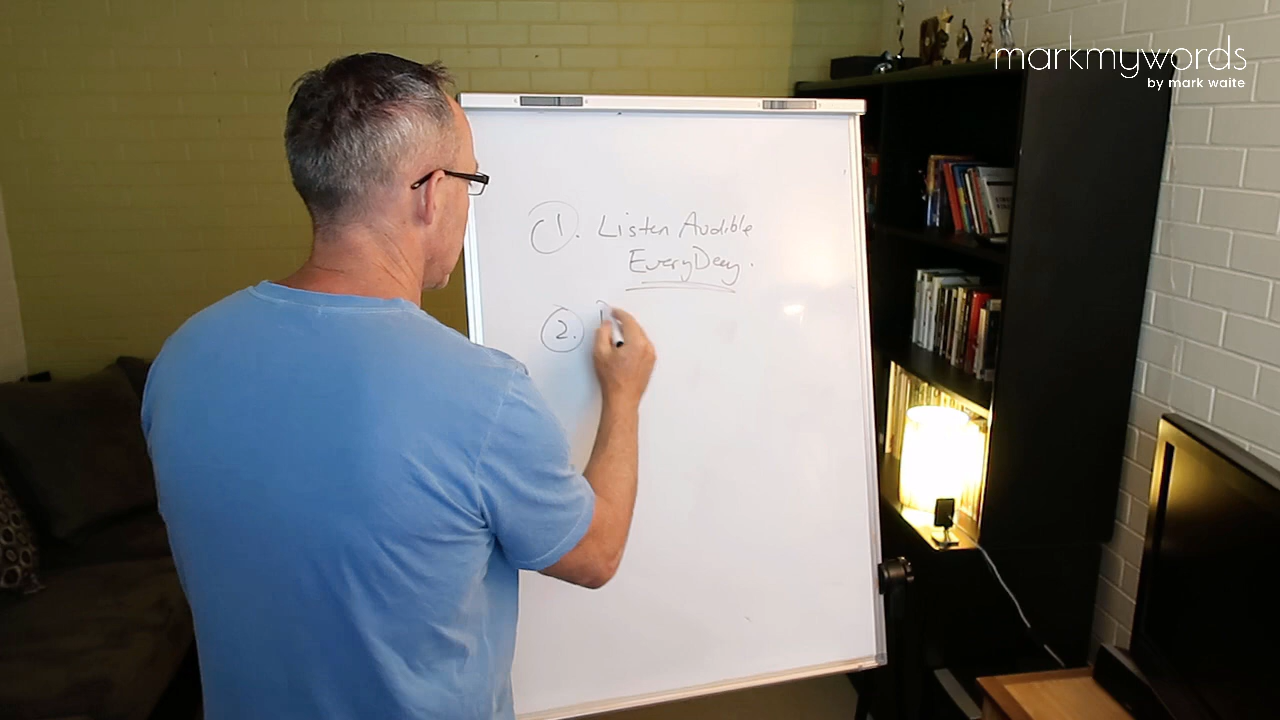 markmywords
by mark waite
1. Listen Audible
EveryDay.
2.